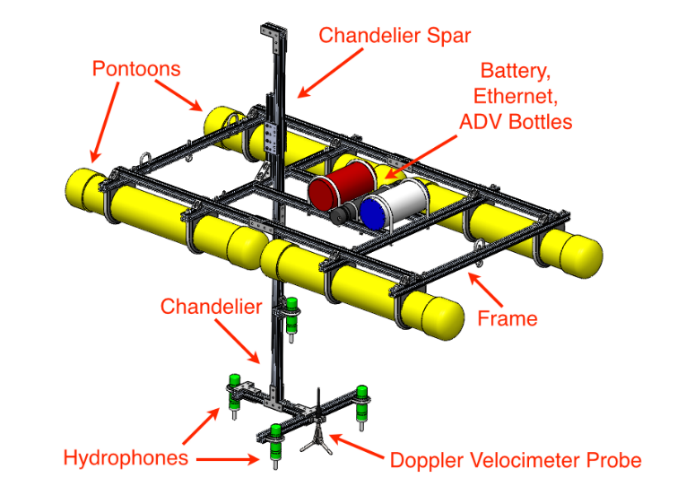 Chandelier Spar
Pontoons
Battery,
Ethernet,
ADV Bottles
Chandelier
Frame
Hydrophones
Doppler Velocimeter Probe